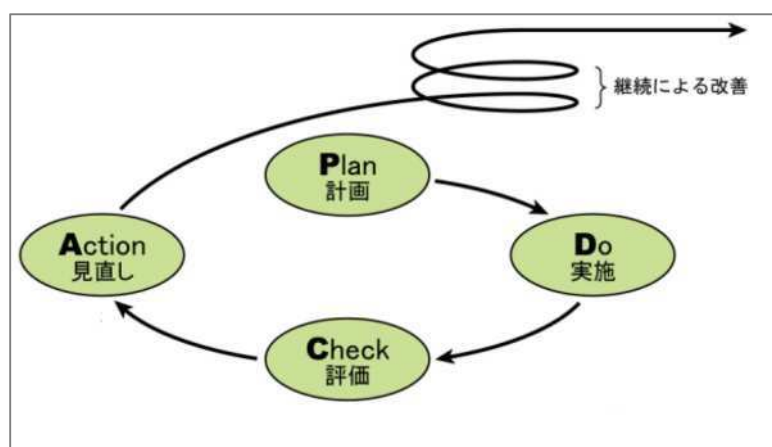 継続による改善
Plan
計画
Do
実施
Check
評価
Action
見直し